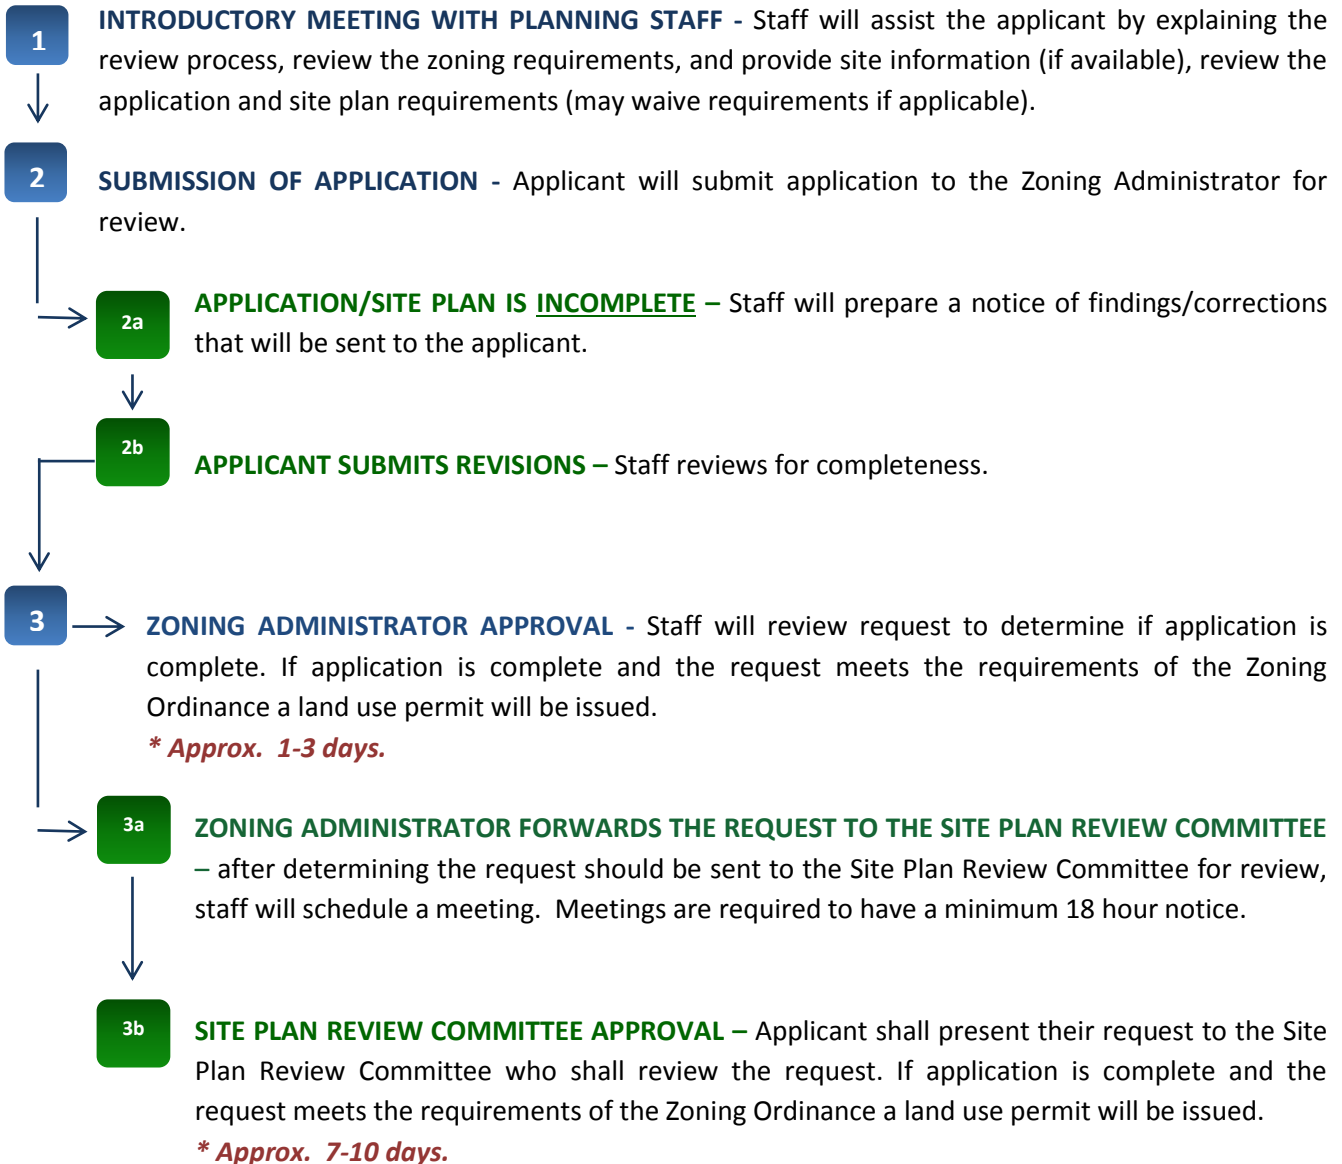 1
INTRODUCTORY MEETING WITH PLANNING STAFF - Staff will assist the applicant by explaining the
review process, review the zoning requirements, and provide site information (if available), review the
application and site plan requirements (may waive requirements if applicable).
2
SUBMISSION OF APPLICATION - Applicant will submit application to the Zoning Administrator for
review.
2a
APPLICATION/SITE PLAN IS INCOMPLETE – Staff will prepare a notice of findings/corrections
that will be sent to the applicant.
2b
APPLICANT SUBMITS REVISIONS – Staff reviews for completeness.
3
ZONING ADMINISTRATOR APPROVAL - Staff will review request to determine if application is
complete. If application is complete and the request meets the requirements of the Zoning
Ordinance a land use permit will be issued.
* Approx. 1-3 days.
3a
ZONING ADMINISTRATOR FORWARDS THE REQUEST TO THE SITE PLAN REVIEW COMMITTEE
– after determining the request should be sent to the Site Plan Review Committee for review,
staff will schedule a meeting. Meetings are required to have a minimum 18 hour notice.
3b
SITE PLAN REVIEW COMMITTEE APPROVAL – Applicant shall present their request to the Site
Plan Review Committee who shall review the request. If application is complete and the
request meets the requirements of the Zoning Ordinance a land use permit will be issued.
* Approx. 7-10 days.